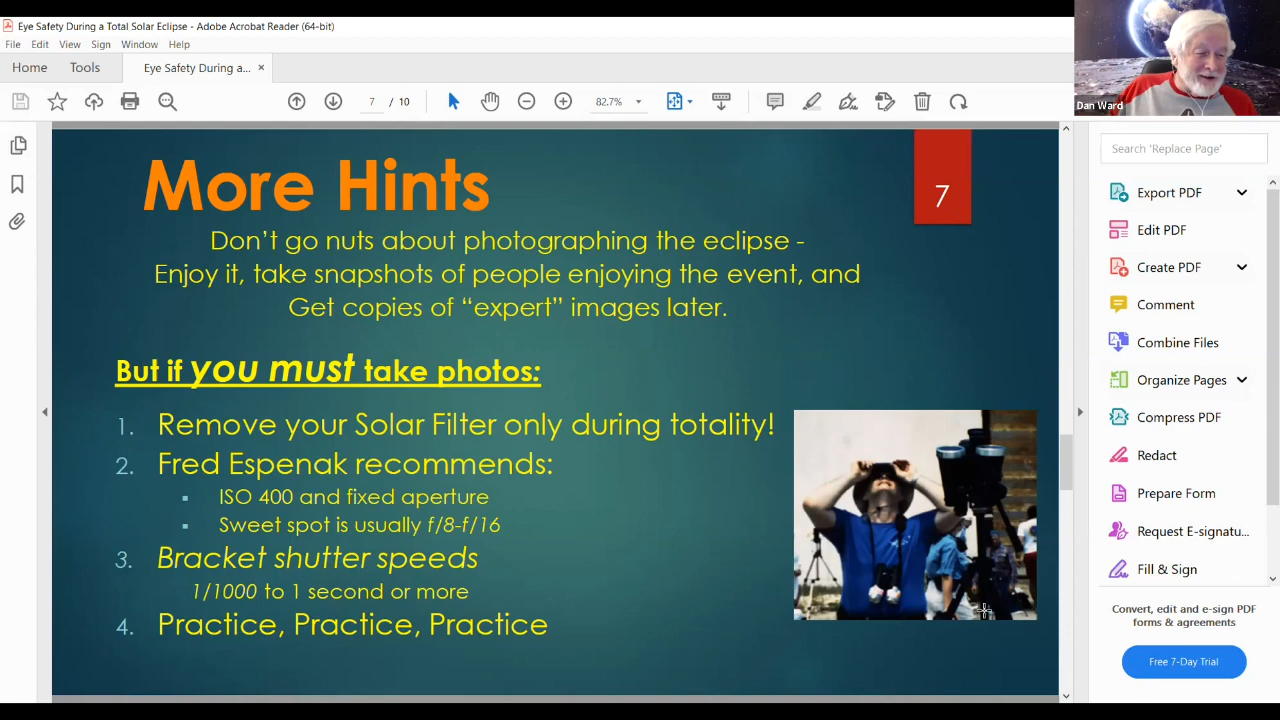 Eye Safety During a Total Solar Eclipse - Adobe Acrobat Reader (64-bit)
File Edit View Sign Window Help
Home Tools Eye Safety During a... ×
7 / 10 82.7%
Dan Ward
Search 'Replace Page'
More Hints
7
Don't go nuts about photographing the eclipse -
Enjoy it, take snapshots of people enjoying the event, and
Get copies of “expert” images later.
But if you must take photos:
1. Remove your Solar Filter only during totality!
2. Fred Espenak recommends:
▪ ISO 400 and fixed aperture
▪ Sweet spot is usually f/8-f/16
3. Bracket shutter speeds
1/1000 to 1 second or more
4. Practice, Practice, Practice
Export PDF
Edit PDF
Create PDF
Comment
Combine Files
Organize Pages
Compress PDF
Redact
Prepare Form
Request E-signatu...
Fill & Sign
Convert, edit and e-sign PDF
forms & agreements
Free 7-Day Trial